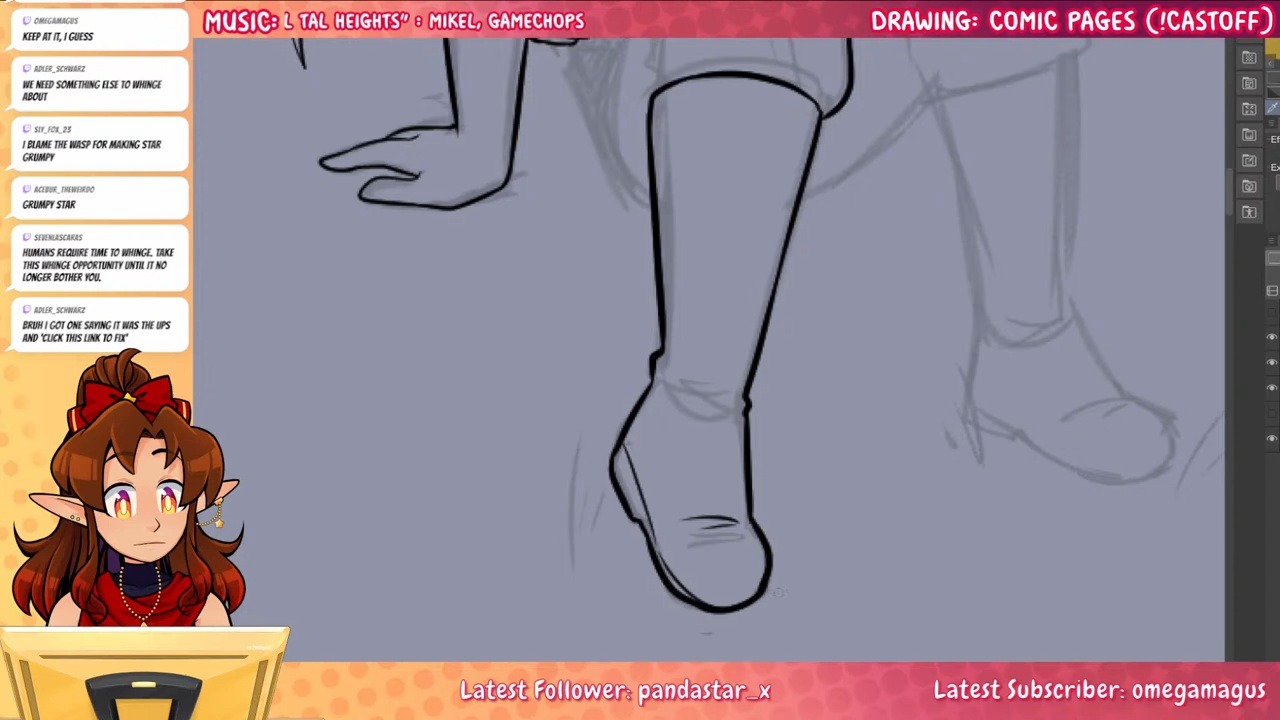 MUSIC: L TAL HEIGHTS" : MIKEL, GAMECHOPS
DRAWING: COMIC PAGES (!CASTOFF)
OMEGAMAGUS
KEEP AT IT, I GUESS
ADLER_SCHWARZ
WE NEED SOMETHING ELSE TO WHINGE
ABOUT
SLY_FOX_23
I BLAME THE WASP FOR MAKING STAR
GRUMPY
ACEBUR_THEWEIRDO
GRUMPY STAR
SEVENLASCARAS
HUMANS REQUIRE TIME TO WHINGE. TAKE
THIS WHINGE OPPORTUNITY UNTIL IT NO
LONGER BOTHER YOU.
ADLER_SCHWARZ
BRUH I GOT ONE SAYING IT WAS THE UPS
AND 'CLICK THIS LINK TO FIX'
Latest Follower: pandastar_x
Latest Subscriber: omegamagus